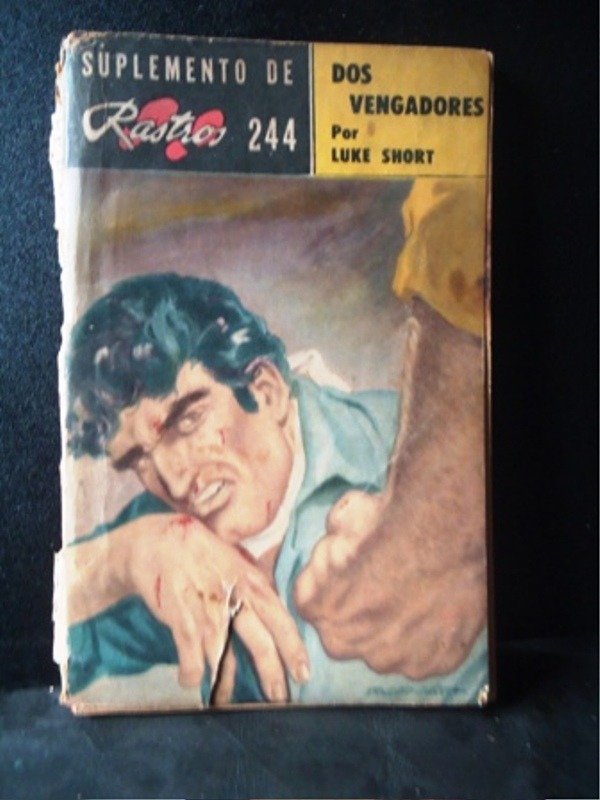 SUPLEMENTO DE
Rastros 244
DOS
VENGADORES
Por
LUKE SHORT